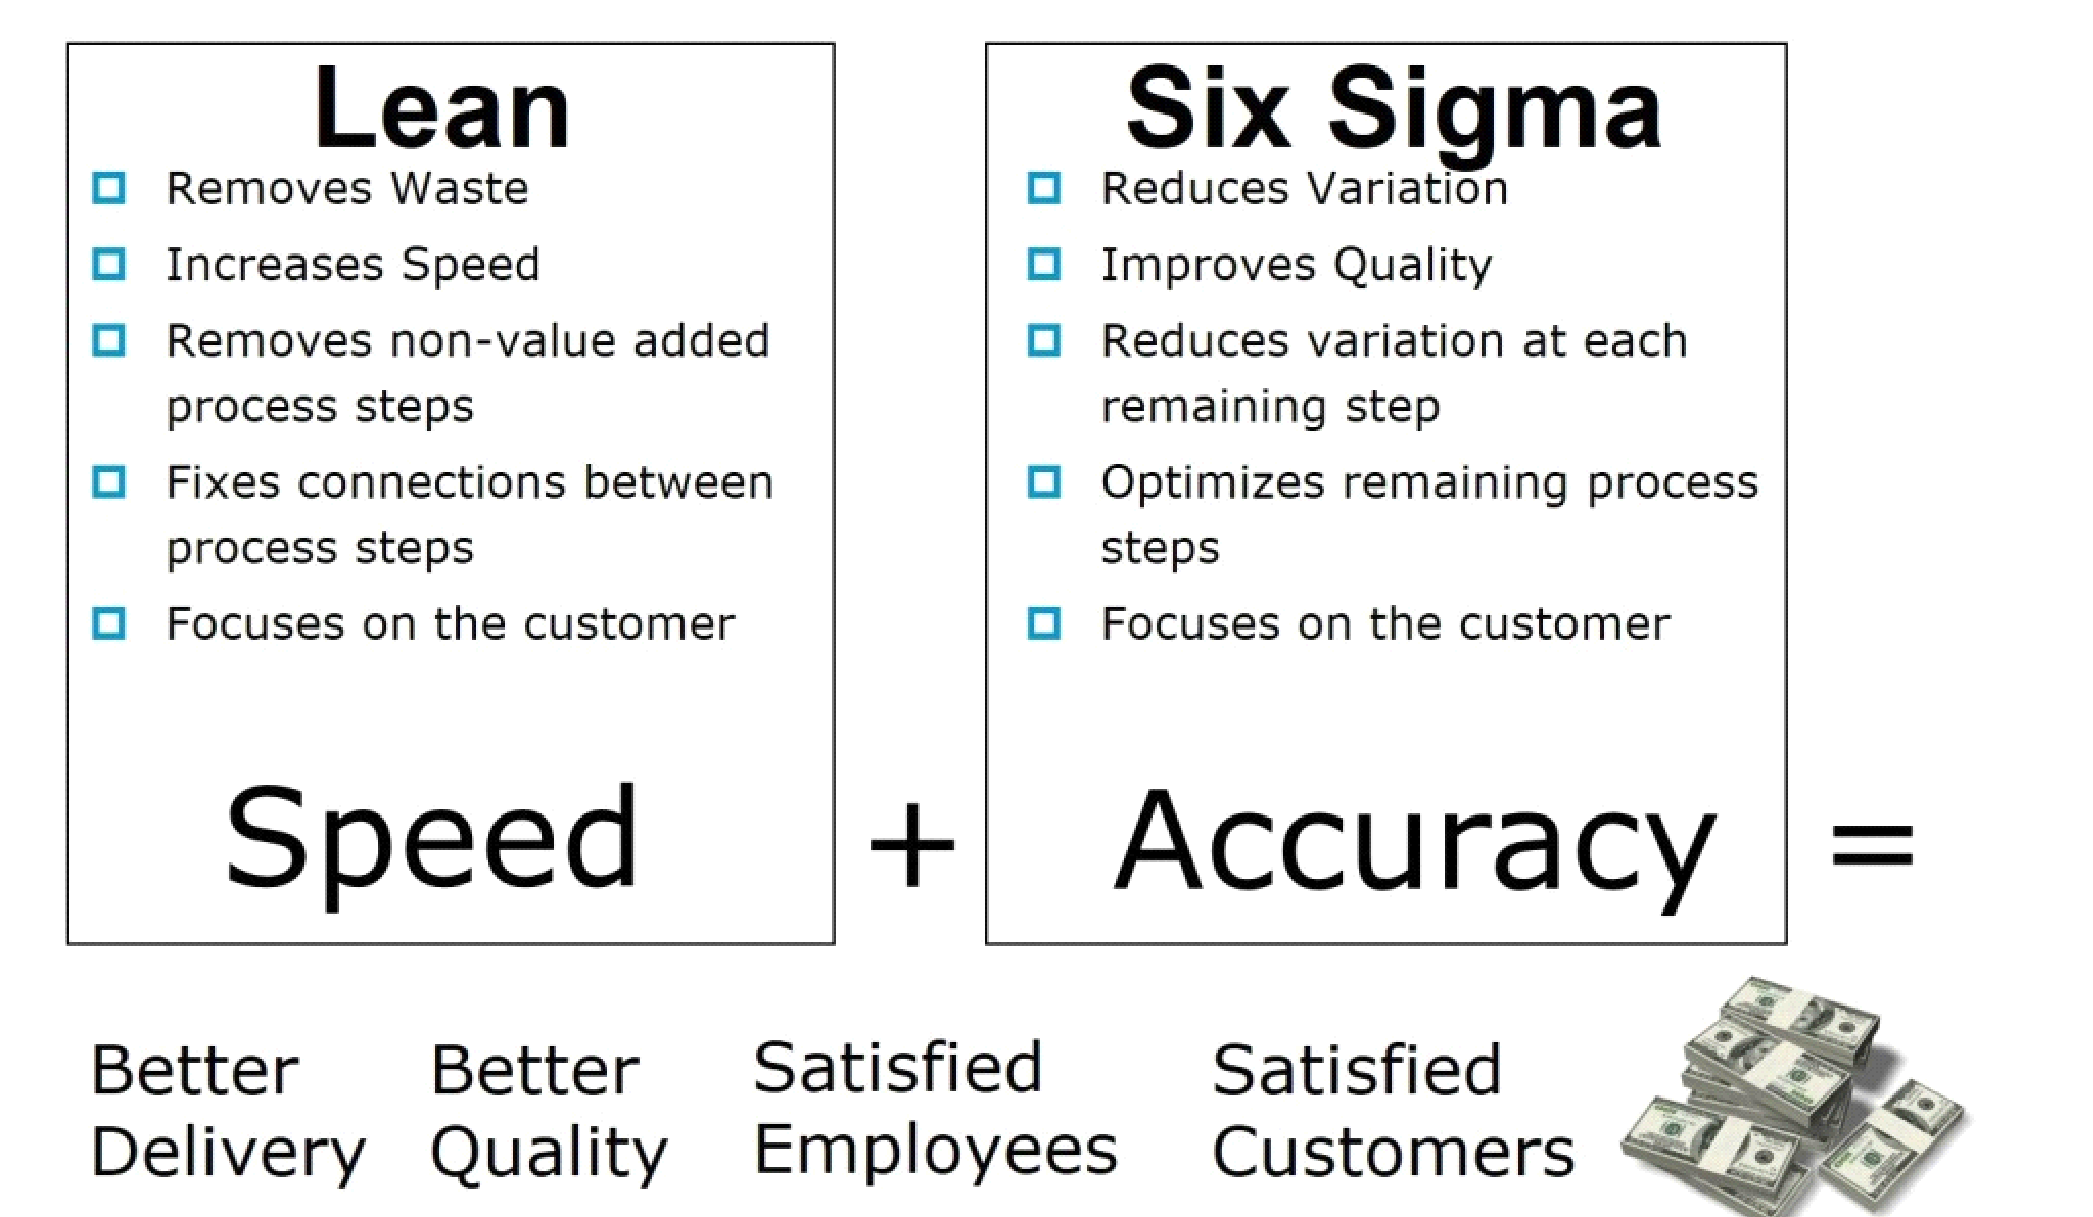 Lean
Removes Waste
Increases Speed
Removes non-value added
process steps
Fixes connections between
process steps
Focuses on the customer
Speed
+
Six Sigma
Reduces Variation
Improves Quality
Reduces variation at each
remaining step
Optimizes remaining process
steps
Focuses on the customer
Accuracy
=
Better
Delivery
Better
Quality
Satisfied
Employees
Satisfied
Customers